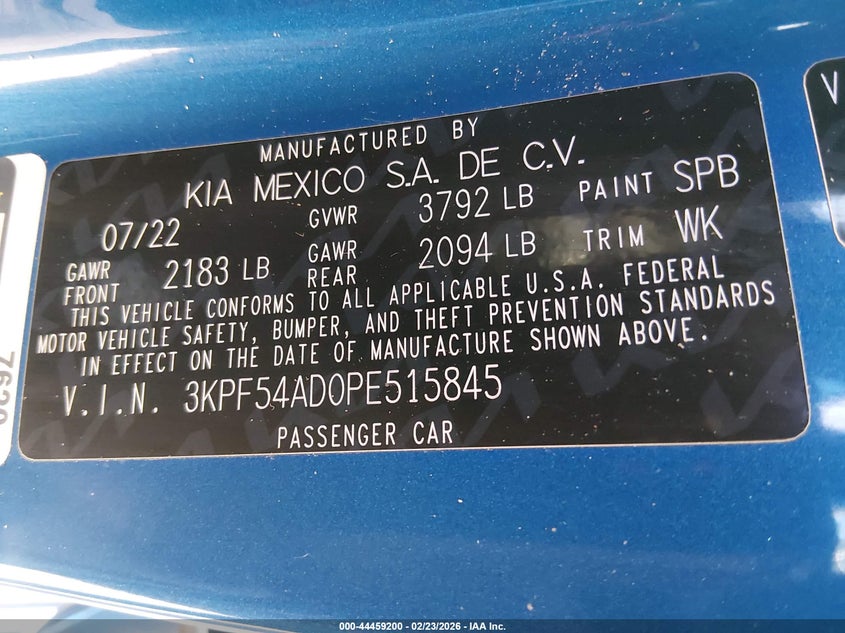 MANUFACTURED BY
KIA MEXICO S.A. DE C.V.
07/22 GVWR 3792 LB PAINT SPB
GAWR FRONT 2183 LB GAWR REAR 2094 LB TRIM WK
THIS VEHICLE CONFORMS TO ALL APPLICABLE U.S.A. FEDERAL
MOTOR VEHICLE SAFETY, BUMPER, AND THEFT PREVENTION STANDARDS
IN EFFECT ON THE DATE OF MANUFACTURE SHOWN ABOVE.
V.I.N. 3KPF54AD0PE515845
PASSENGER CAR
V
000-44459200 - 02/23/2026 - IAA Inc.